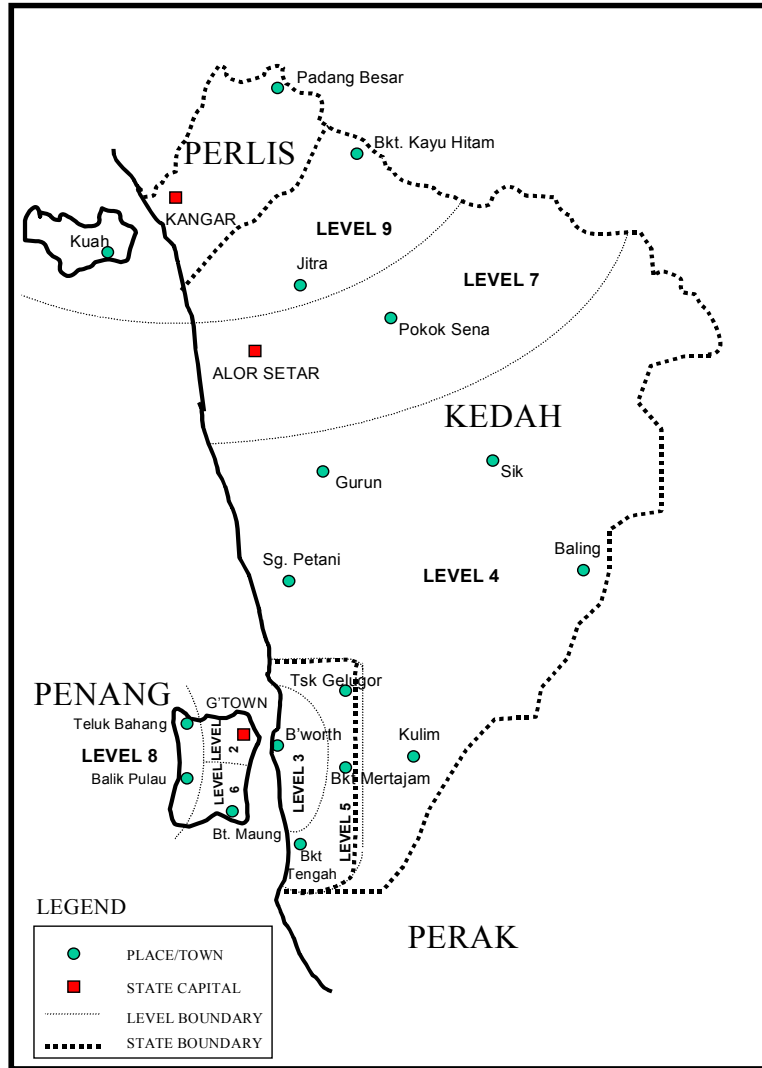 Padang Besar
Bkt. Kayu Hitam
PERLIS
KANGAR
LEVEL 9
Kuah
Jitra
LEVEL 7
Pokok Sena
ALOR SETAR
KEDAH
Gurun
Sik
Baling
Sg. Petani
LEVEL 4
Tsk Gelugor
PENANG
G'TOWN
Teluk Bahang
LEVEL 2
B'worth
Kulim
LEVEL 8
Balik Pulau
LEVEL 6
LEVEL 3
Bkt Mertajam
LEVEL 5
Bt. Maung
Bkt
Tengah
LEGEND
PERAK
PLACE/TOWN
STATE CAPITAL
LEVEL BOUNDARY
STATE BOUNDARY